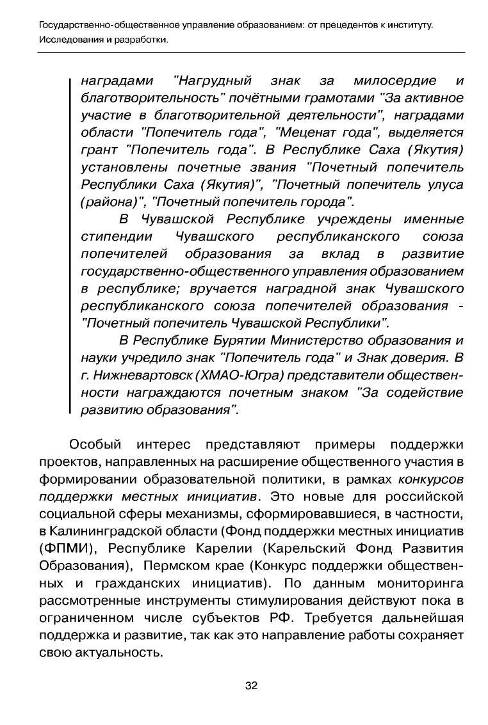 Государственно-общественное управление образованием: от прецедентов к институту.
Исследования и разработки.
наградами "Нагрудный знак за милосердие и
благотворительность" почётными грамотами "За активное
участие в благотворительной деятельности", наградами
области "Попечитель года", "Меценат года", выделяется
грант "Попечитель года". В Республике Саха (Якутия)
установлены почетные звания "Почетный попечитель
Республики Саха (Якутия)", "Почетный попечитель улуса
(района)", "Почетный попечитель города".
В Чувашской Республике учреждены именные
стипендии Чувашского республиканского союза
попечителей образования за вклад в развитие
государственно-общественного управления образованием
в республике; вручается наградной знак Чувашского
республиканского союза попечителей образования -
"Почетный попечитель Чувашской Республики".
В Республике Бурятии Министерство образования и
науки учредило знак "Попечитель года" и Знак доверия. В
г. Нижневартовск (ХМАО-Югра) представители обществен-
ности награждаются почетным знаком "За содействие
развитию образования".
Особый интерес представляют примеры поддержки
проектов, направленных на расширение общественного участия в
формировании образовательной политики, в рамках конкурсов
поддержки местных инициатив. Это новые для российской
социальной сферы механизмы, сформировавшиеся, в частности,
в Калининградской области (Фонд поддержки местных инициатив
(ФПМИ), Республике Карелии (Карельский Фонд Развития
Образования), Пермском крае (Конкурс поддержки обществен-
ных и гражданских инициатив). По данным мониторинга
рассмотренные инструменты стимулирования действуют пока в
ограниченном числе субъектов РФ. Требуется дальнейшая
поддержка и развитие, так как это направление работы сохраняет
свою актуальность.
32